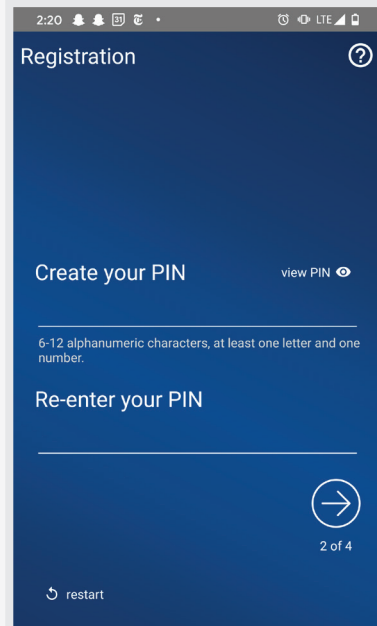 2:20 31 LTE
Registration
Create your PIN
view PIN
6-12 alphanumeric characters, at least one letter and one
number.
Re-enter your PIN
2 of 4
restart